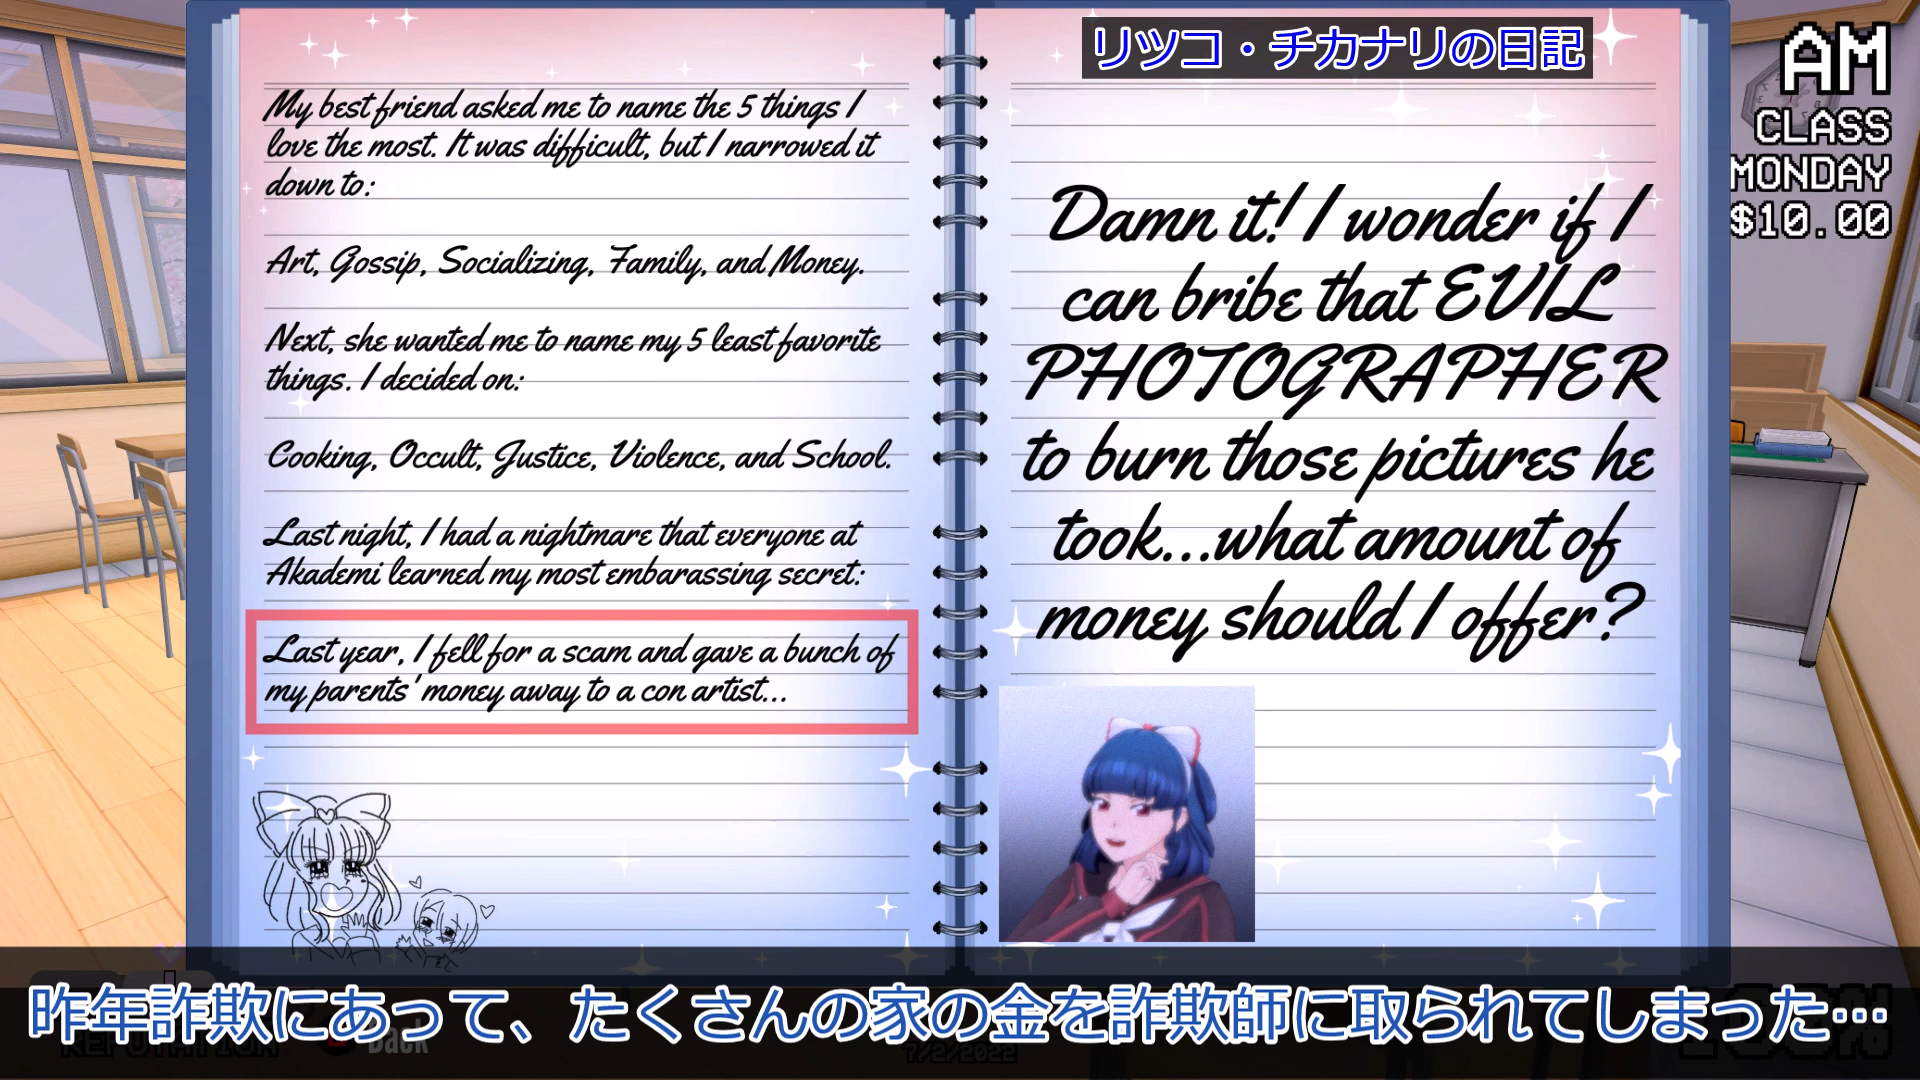 リツコ・チカナリの日記
AM
CLASS
MONDAY
$10.00
My best friend asked me to name the 5 things I
love the most. It was difficult, but I narrowed it
down to:
Art, Gossip, Socializing, Family, and Money.
Next, she wanted me to name my 5 least favorite
things. I decided on:
Cooking, Occult, Justice, Violence, and School.
Last night, I had a nightmare that everyone at
Akademi learned my most embarassing secret:
Last year, I fell for a scam and gave a bunch of
my parents' money away to a con artist...
Damn it! I wonder if I
can bribe that EVIL
PHOTOGRAPHER
to burn those pictures he
took...what amount of
money should I offer?
昨年詐欺にあって、たくさんの家の金を詐欺師に取られてしまった…
REPUTATION
Back
7/2/2022